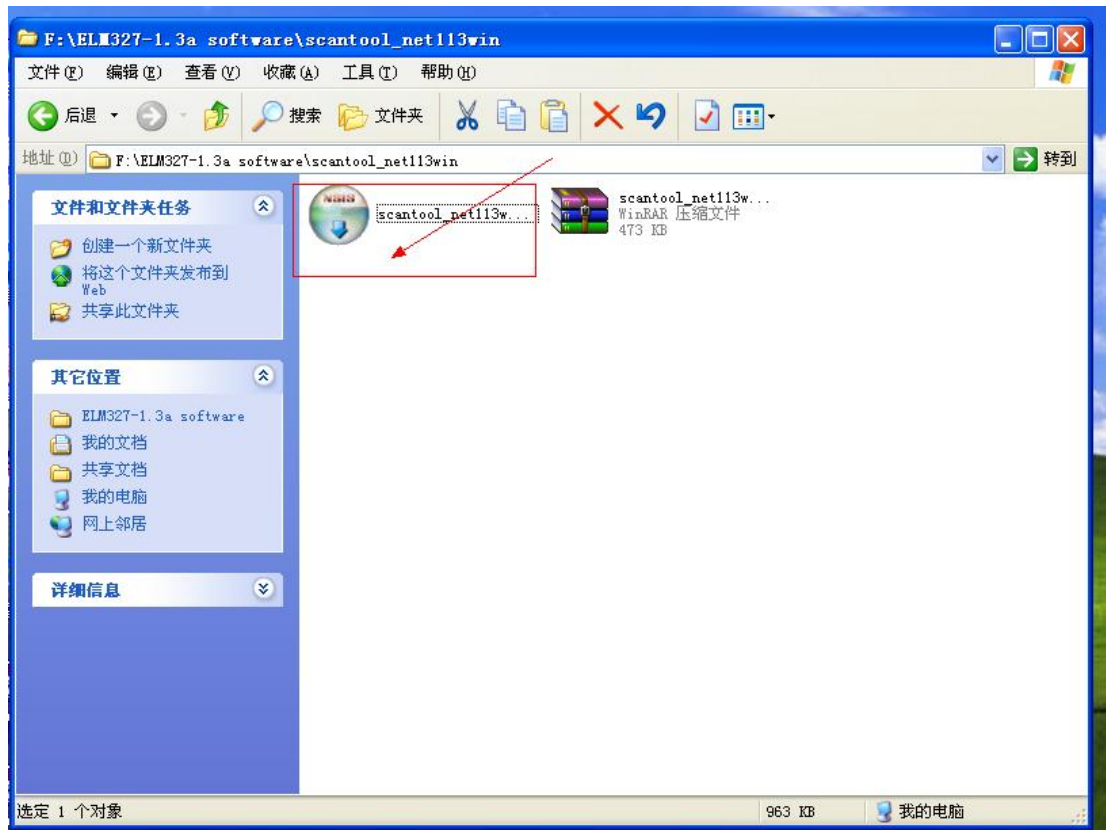 F:\ELM327-1.3a software\scantool_net113win
文件(F) 编辑(E) 查看(V) 收藏(A) 工具(T) 帮助(H)
后退 搜索 文件夹
地址(D) F:\ELM327-1.3a software\scantool_net113win 转到
文件和文件夹任务
创建一个新文件夹
将这个文件夹发布到
Web
共享此文件夹
其它位置
ELM327-1.3a software
我的文档
共享文档
我的电脑
网上邻居
详细信息
NSIS
scantool_net113w...
scantool_net113w...
WinRAR 压缩文件
473 KB
选定 1 个对象 963 KB 我的电脑